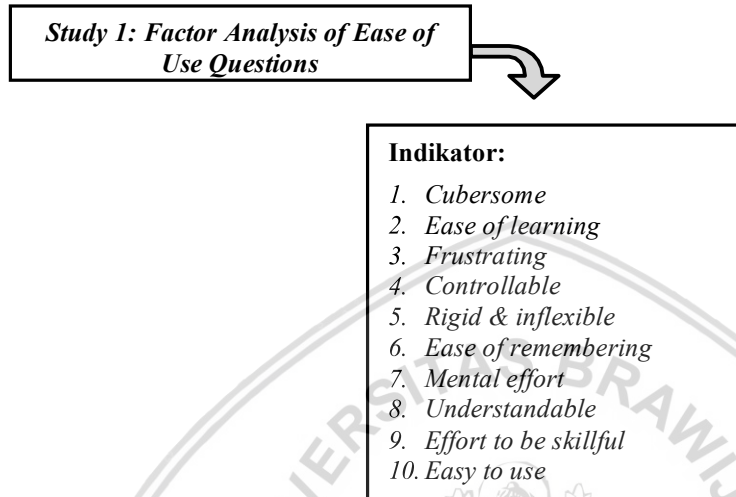 Study 1: Factor Analysis of Ease of
Use Questions
Indikator:
1. Cubersome
2. Ease of learning
3. Frustrating
4. Controllable
5. Rigid & inflexible
6. Ease of remembering
7. Mental effort
8. Understandable
9. Effort to be skillful
10. Easy to use